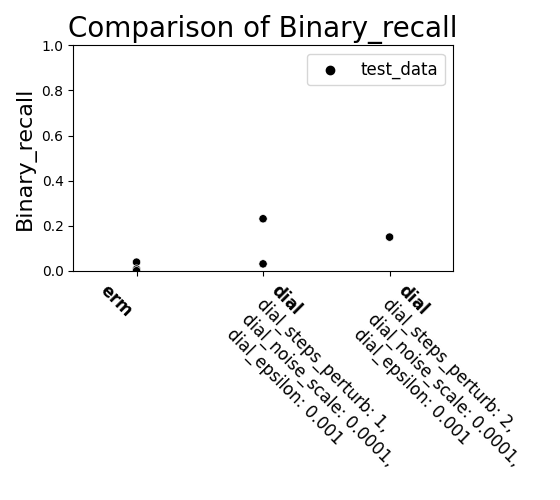 Comparison of Binary_recall
1.0
test_data
0.8
0.6
0.4
0.2
0.0
Binary_recall
erm
dial
dial_steps_perturb: 1,
dial_noise_scale: 0.0001,
dial_epsilon: 0.001
dial
dial_steps_perturb: 2,
dial_noise_scale: 0.0001,
dial_epsilon: 0.001